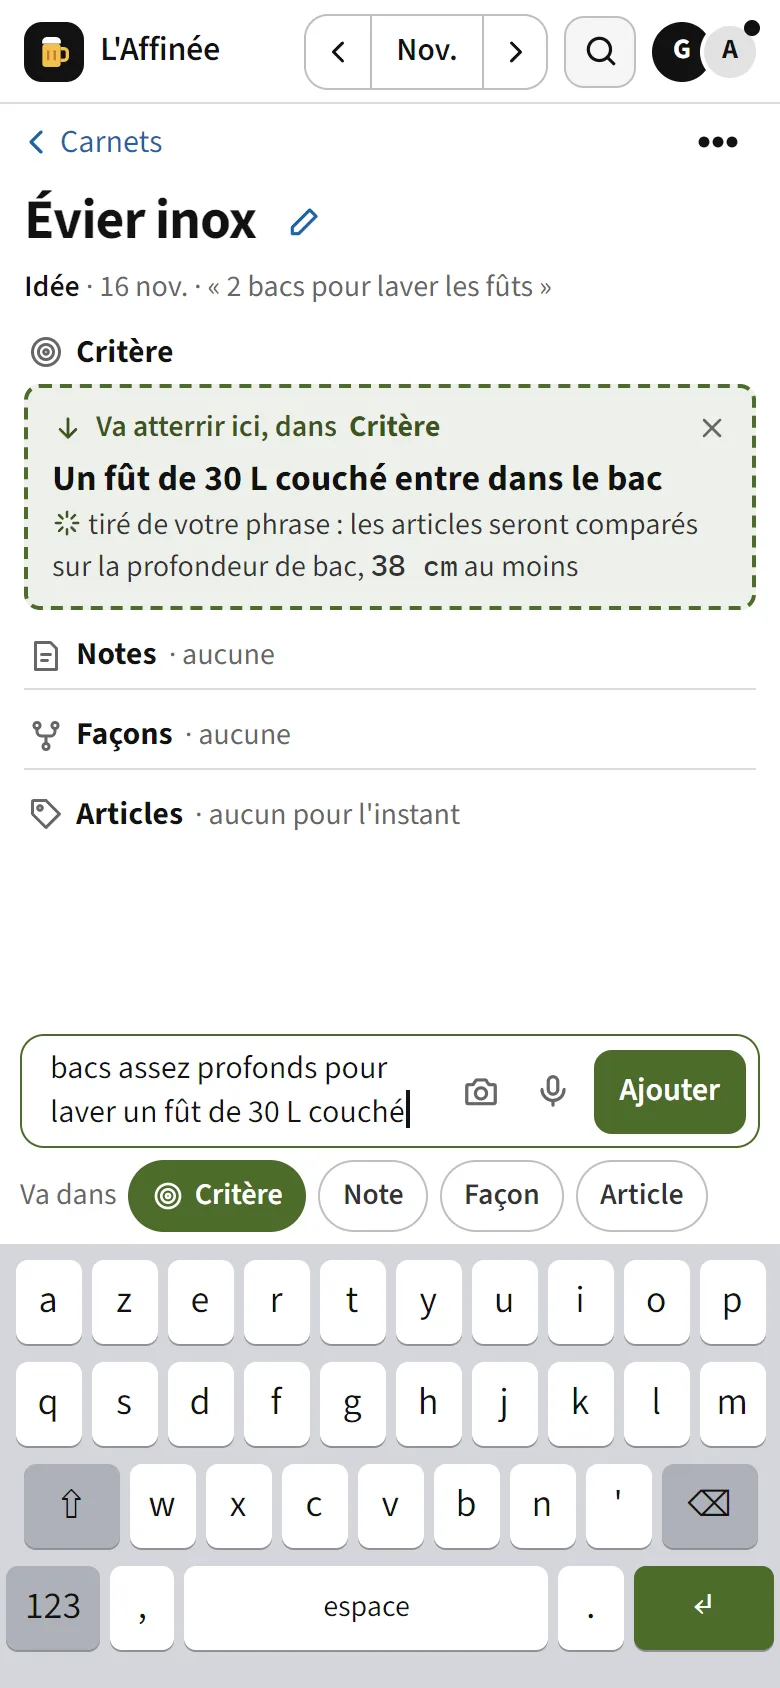 L'Affinée
Nov.
G
A
Carnets
•••
Évier inox
Idée · 16 nov. · « 2 bacs pour laver les fûts »
Critère
Va atterrir ici, dans Critère
Un fût de 30 L couché entre dans le bac
tiré de votre phrase : les articles seront comparés
sur la profondeur de bac, 38 cm au moins
Notes · aucune
Façons · aucune
Articles · aucun pour l'instant
bacs assez profonds pour
laver un fût de 30 L couché
Ajouter
Va dans Critère Note Façon Article
a z e r t y u i o p
q s d f g h j k l m
⇧ w x c v b n ' ⌫
123 , espace . ↵